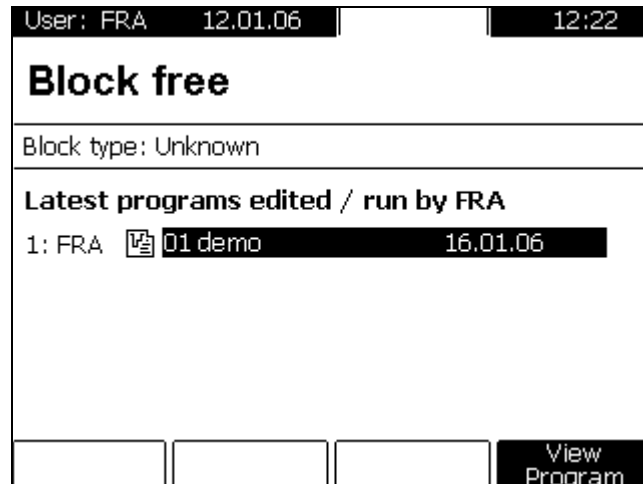 User: FRA 12.01.06 12:22
Block free
Block type: Unknown
Latest programs edited / run by FRA
1: FRA 01 demo 16.01.06
View
Program